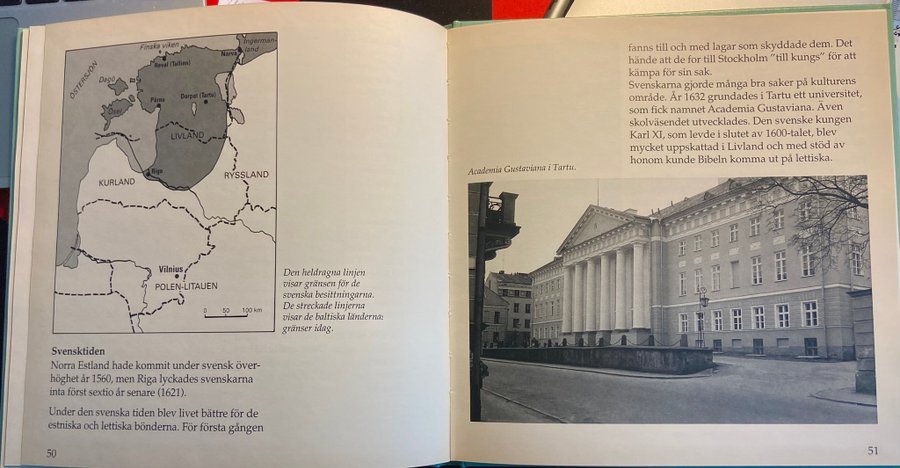 Finska viken
Ingerman-
land
Narva
Reval (Tallinn)
ÖSTERSJÖN
Dagö
Dorpat (Tartu)
Pärnu
Ösel
LIVLAND
Riga
KURLAND
RYSSLAND
Vilnius
POLEN-LITAUEN
0 50 100 km
Den heldragna linjen
visar gränsen för de
svenska besittningarna.
De streckade linjerna
visar de baltiska ländernas
gränser idag.
Svensktiden
Norra Estland hade kommit under svensk över-
höghet år 1560, men Riga lyckades svenskarna
inta först sextio år senare (1621).
Under den svenska tiden blev livet bättre för de
estniska och lettiska bönderna. För första gången
50
fanns till och med lagar som skyddade dem. Det
hände att de for till Stockholm ”till kungs” för att
kämpa för sin sak.
Svenskarna gjorde många bra saker på kulturens
område. År 1632 grundades i Tartu ett universitet,
som fick namnet Academia Gustaviana. Även
skolväsendet utvecklades. Den svenske kungen
Karl XI, som levde i slutet av 1600-talet, blev
mycket uppskattad i Livland och med stöd av
honom kunde Bibeln komma ut på lettiska.
Academia Gustaviana i Tartu.
51